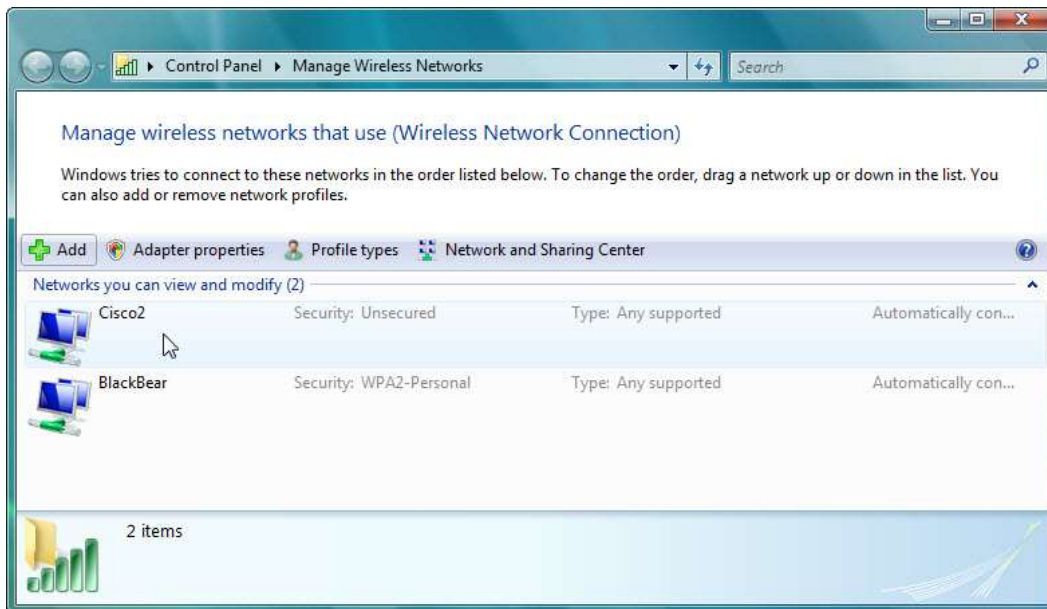 Control Panel Manage Wireless Networks Search
Manage wireless networks that use (Wireless Network Connection)
Windows tries to connect to these networks in the order listed below. To change the order, drag a network up or down in the list. You
can also add or remove network profiles.
Add Adapter properties Profile types Network and Sharing Center
Networks you can view and modify (2)
Cisco2 Security: Unsecured Type: Any supported Automatically con...
BlackBear Security: WPA2-Personal Type: Any supported Automatically con...
2 items